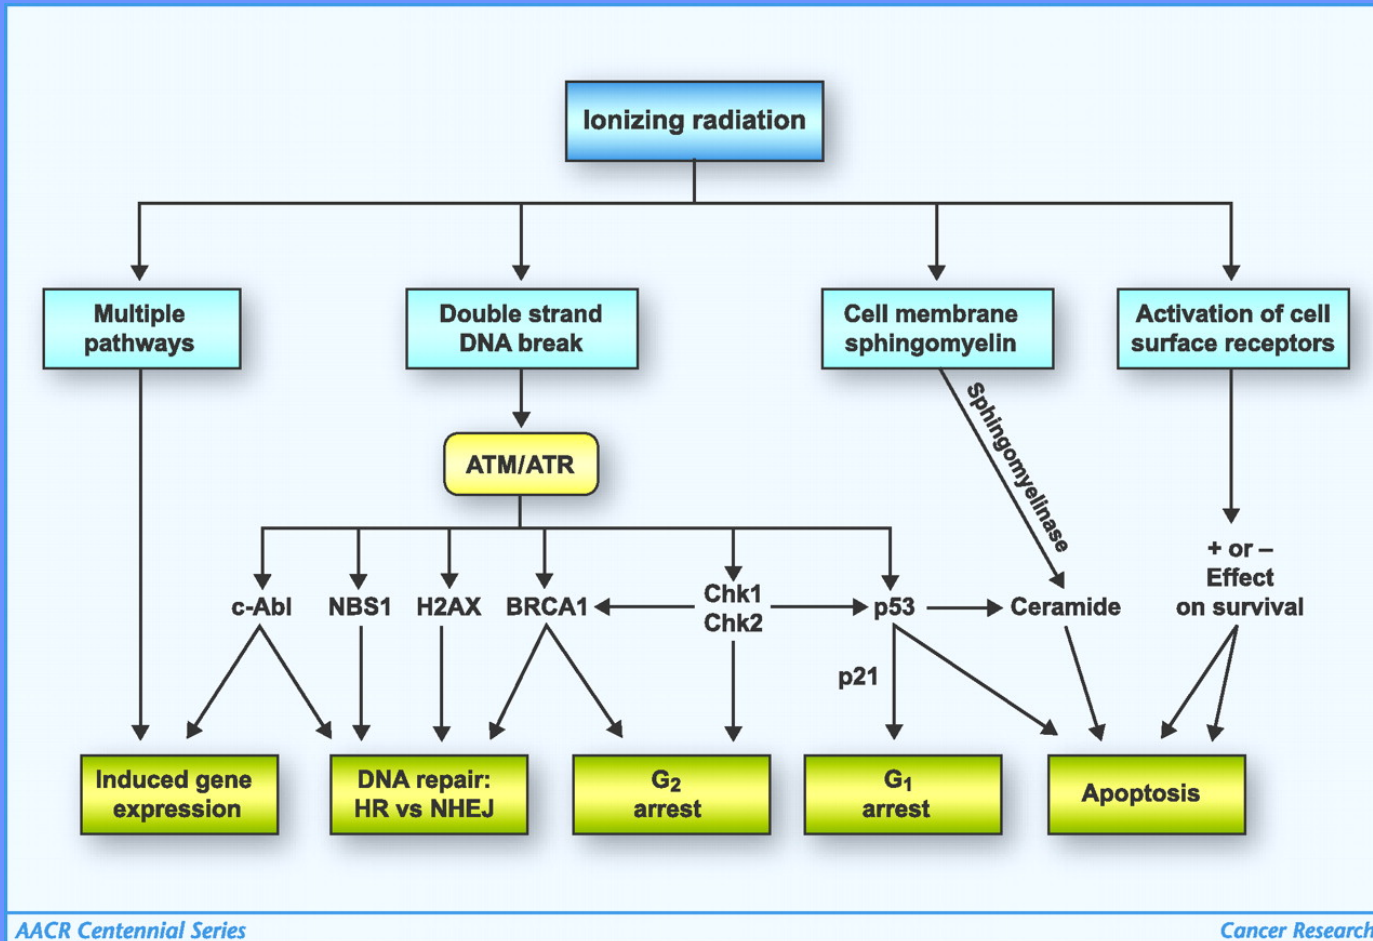 Ionizing radiation
Multiple
pathways
Double strand
DNA break
Cell membrane
sphingomyelin
Activation of cell
surface receptors
Sphingomyelinase
ATM/ATR
+ or –
Effect
on survival
c-Abl
NBS1
H2AX
BRCA1
Chk1
Chk2
p53
Ceramide
p21
Induced gene
expression
DNA repair:
HR vs NHEJ
G₂
arrest
G₁
arrest
Apoptosis
AACR Centennial Series
Cancer Research